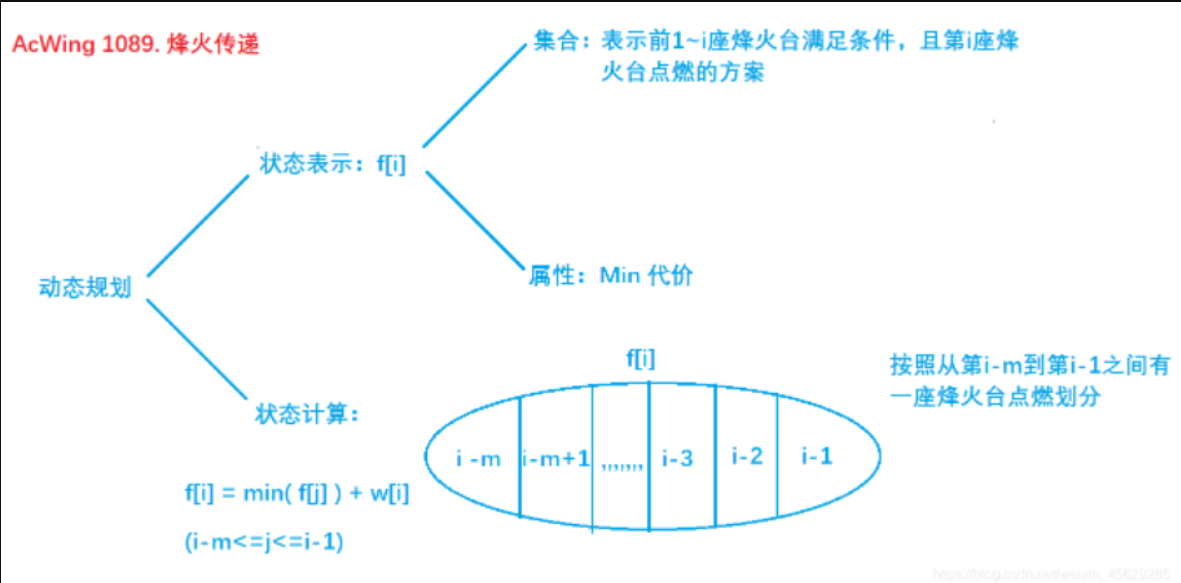 AcWing 1089. 烽火传递
集合：表示前1~i座烽火台满足条件，且第i座烽
火台点燃的方案
状态表示：f[i]
属性：Min 代价
动态规划
f[i]
按照从第i-m到第i-1之间有
一座烽火台点燃划分
状态计算：
i -m i-m+1 ,,,,,,, i-3 i-2 i-1
f[i] = min( f[j] ) + w[i]
(i-m<=j<=i-1)
https://blog.csdn.net/weixin_45629285